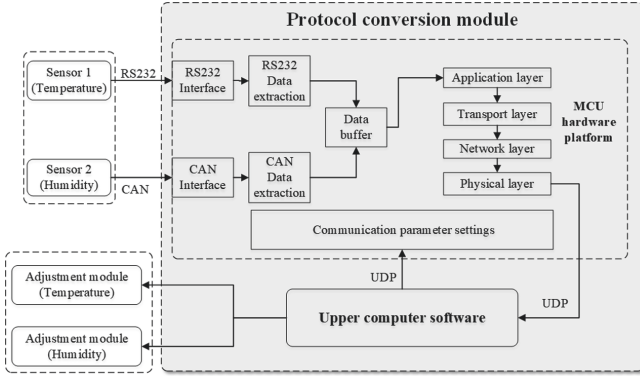 Protocol conversion module
Sensor 1
(Temperature)
RS232
RS232
Interface
RS232
Data
extraction
Data
buffer
Application layer
Transport layer
Network layer
Physical layer
MCU
hardware
platform
Sensor 2
(Humidity)
CAN
CAN
Interface
CAN
Data
extraction
Communication parameter settings
UDP
UDP
Upper computer software
Adjustment module
(Temperature)
Adjustment module
(Humidity)